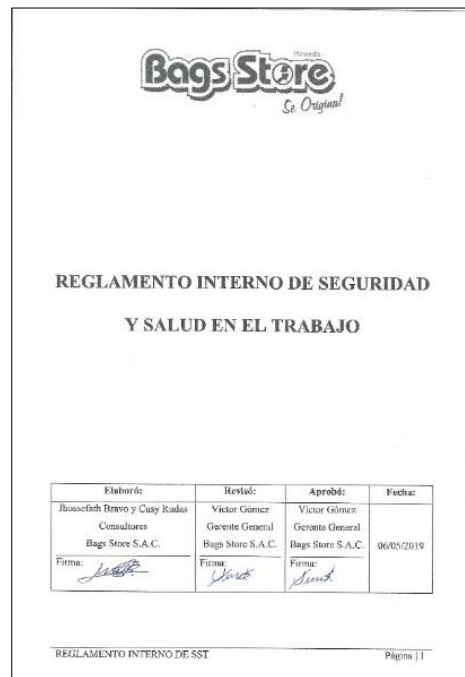 Moneda
Bags Store
Se Original
REGLAMENTO INTERNO DE SEGURIDAD
Y SALUD EN EL TRABAJO
Elaboró: Revisó: Aprobó: Fecha:
Jhossefath Bravo y Cusy Rudas Víctor Gómez Víctor Gómez
Consultores Gerente General Gerente General
Bags Store S.A.C. Bags Store S.A.C. Bags Store S.A.C. 06/05/2019
Firma: Firma: Firma:
REGLAMENTO INTERNO DE SST Página | 1